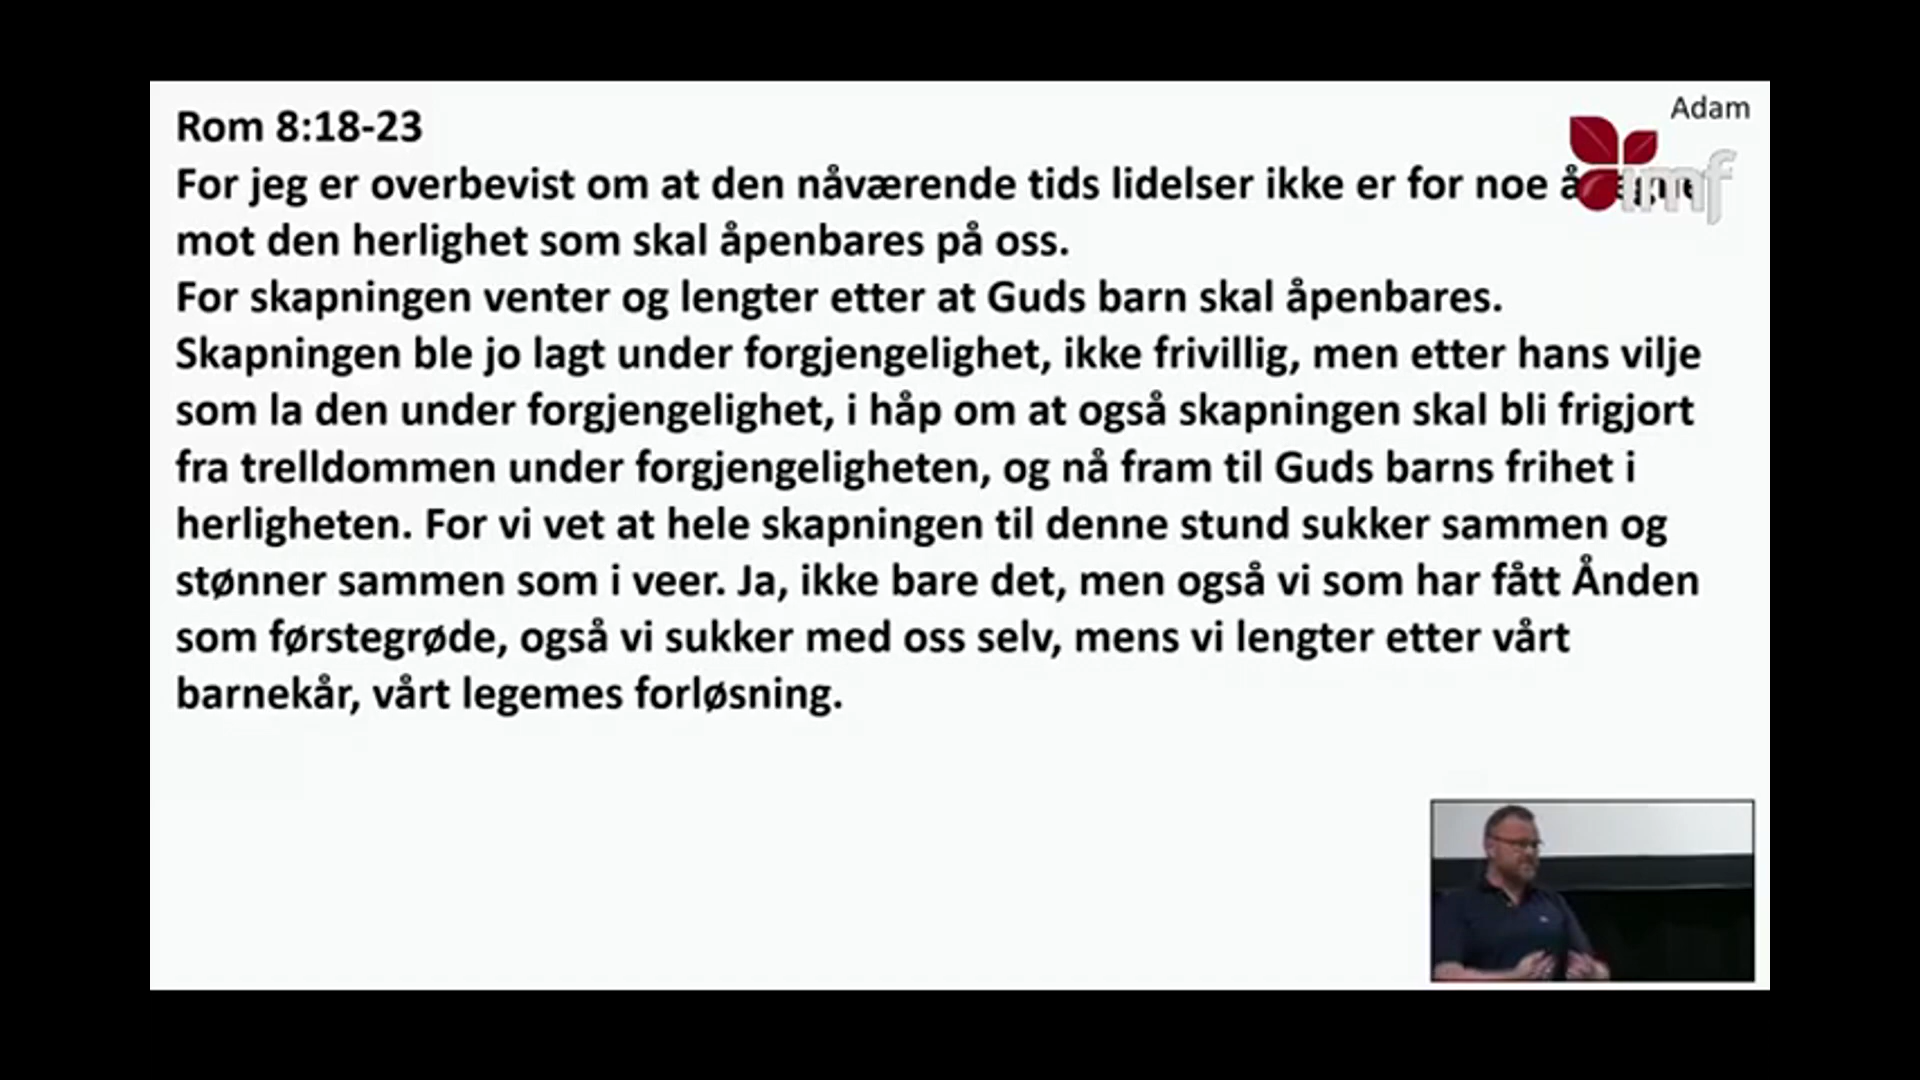 Adam
Rom 8:18-23
For jeg er overbevist om at den nåværende tids lidelser ikke er for noe å
imf
mot den herlighet som skal åpenbares på oss.
For skapningen venter og lengter etter at Guds barn skal åpenbares.
Skapningen ble jo lagt under forgjengelighet, ikke frivillig, men etter hans vilje
som la den under forgjengelighet, i håp om at også skapningen skal bli frigjort
fra trelldommen under forgjengeligheten, og nå fram til Guds barns frihet i
herligheten. For vi vet at hele skapningen til denne stund sukker sammen og
stønner sammen som i veer. Ja, ikke bare det, men også vi som har fått Ånden
som førstegrøde, også vi sukker med oss selv, mens vi lengter etter vårt
barnekår, vårt legemes forløsning.